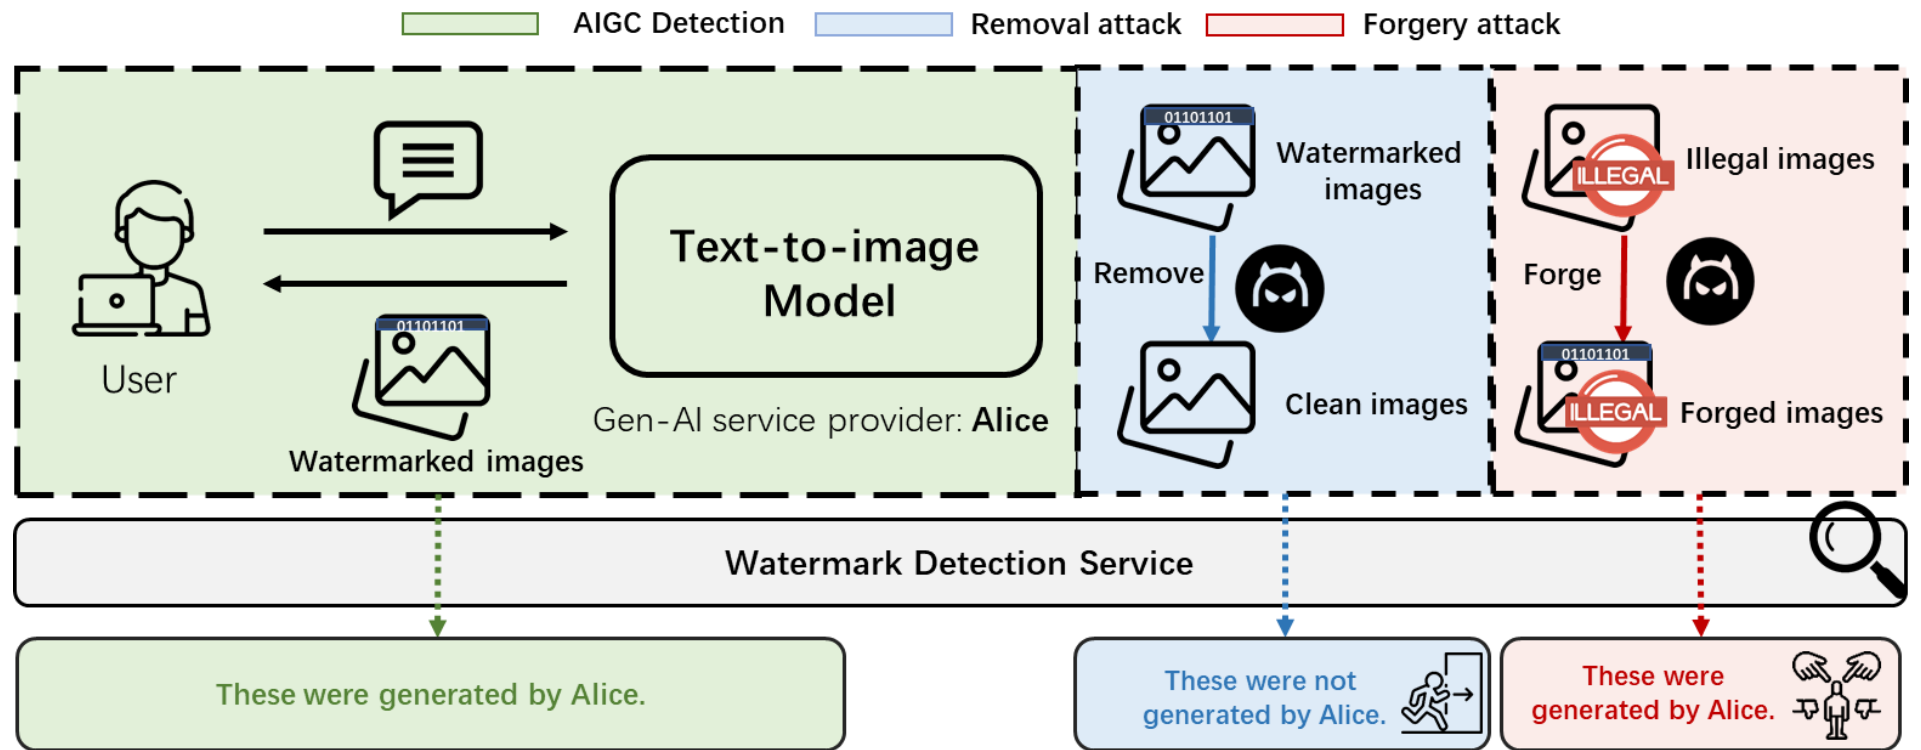 AIGC Detection
Removal attack
Forgery attack
01101101
Watermarked
images
ILLEGAL
Illegal images
Text-to-image
Model
Remove
Forge
01101101
User
01101101
ILLEGAL
Clean images
Forged images
Gen-AI service provider: Alice
Watermarked images
Watermark Detection Service
These were generated by Alice.
These were not
generated by Alice.
These were
generated by Alice.